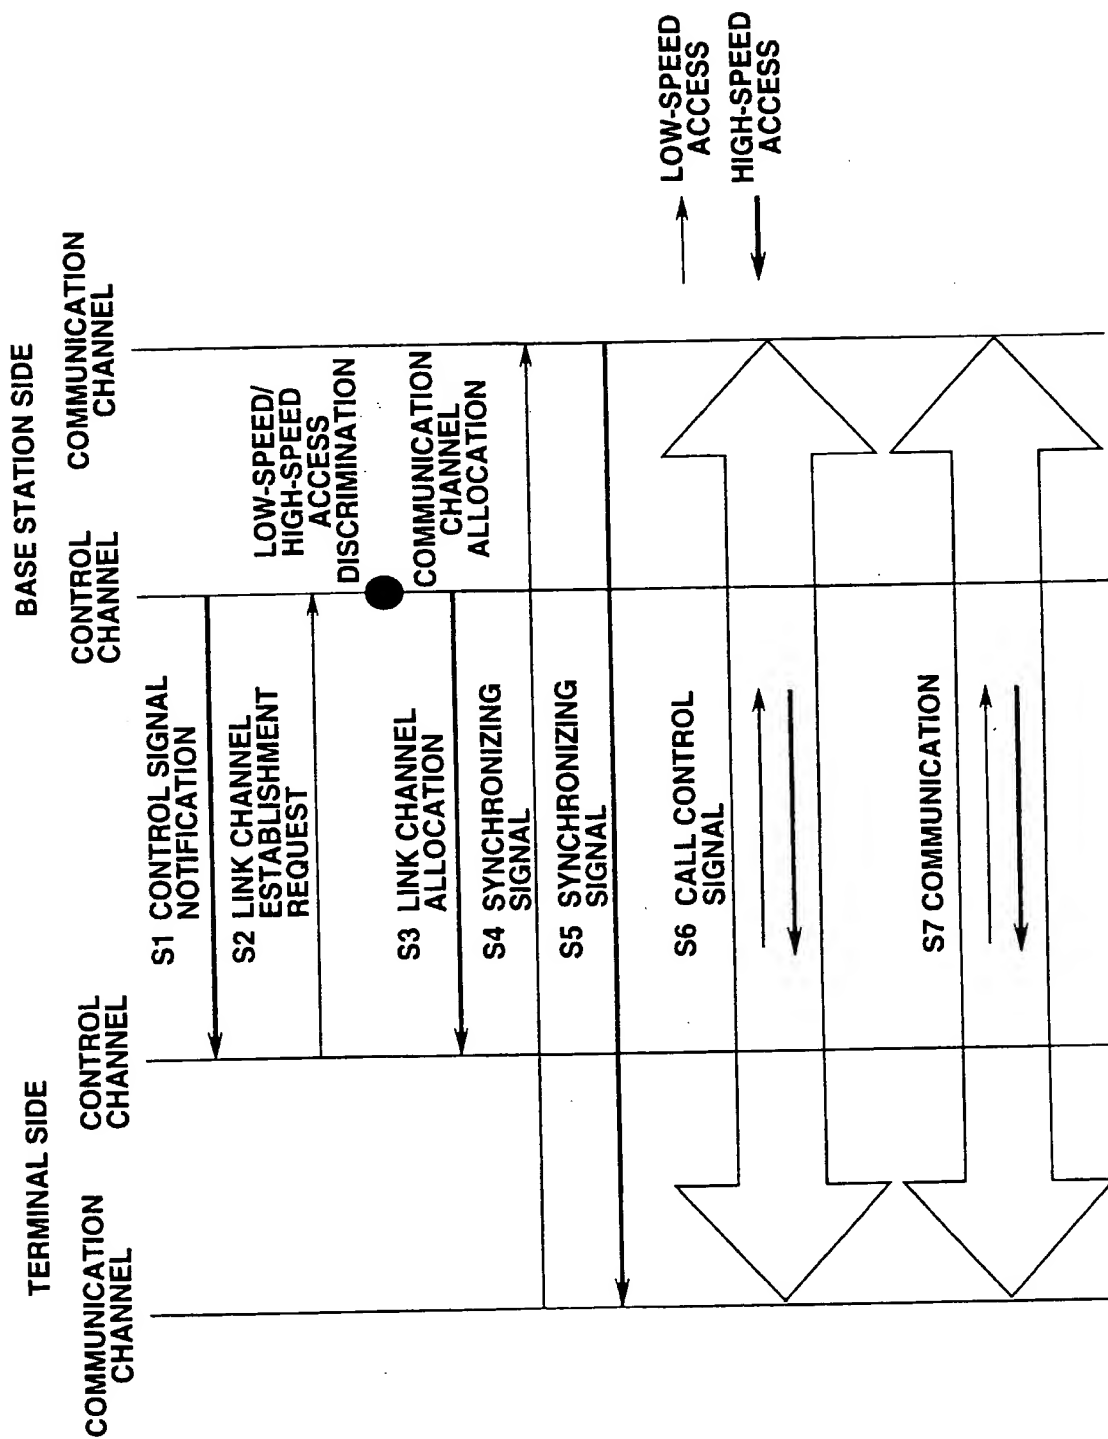 TERMINAL SIDE
BASE STATION SIDE
COMMUNICATION
CHANNEL
CONTROL
CHANNEL
CONTROL
CHANNEL
COMMUNICATION
CHANNEL
S1 CONTROL SIGNAL
NOTIFICATION
S2 LINK CHANNEL
ESTABLISHMENT
REQUEST
LOW-SPEED/
HIGH-SPEED
ACCESS
DISCRIMINATION
S3 LINK CHANNEL
ALLOCATION
COMMUNICATION
CHANNEL
ALLOCATION
S4 SYNCHRONIZING
SIGNAL
S5 SYNCHRONIZING
SIGNAL
S6 CALL CONTROL
SIGNAL
S7 COMMUNICATION
LOW-SPEED
ACCESS
HIGH-SPEED
ACCESS